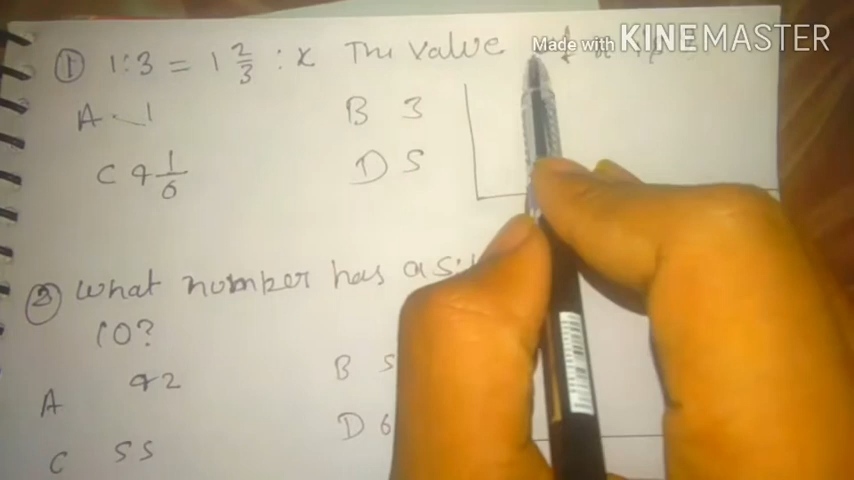 Made with KINEMASTER
① 1:3 = 1 2/3 : x The value
A 1 B 3
C 4 1/6 D 5
② What number has a
10?
A 42 B 5
C 55 D 6